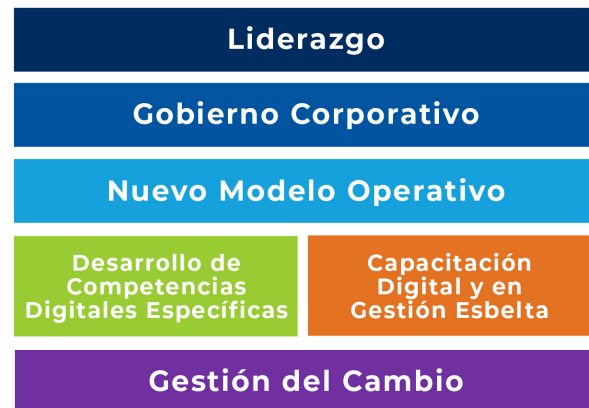 Liderazgo
Gobierno Corporativo
Nuevo Modelo Operativo
Desarrollo de
Competencias
Digitales Específicas
Capacitación
Digital y en
Gestión Esbelta
Gestión del Cambio